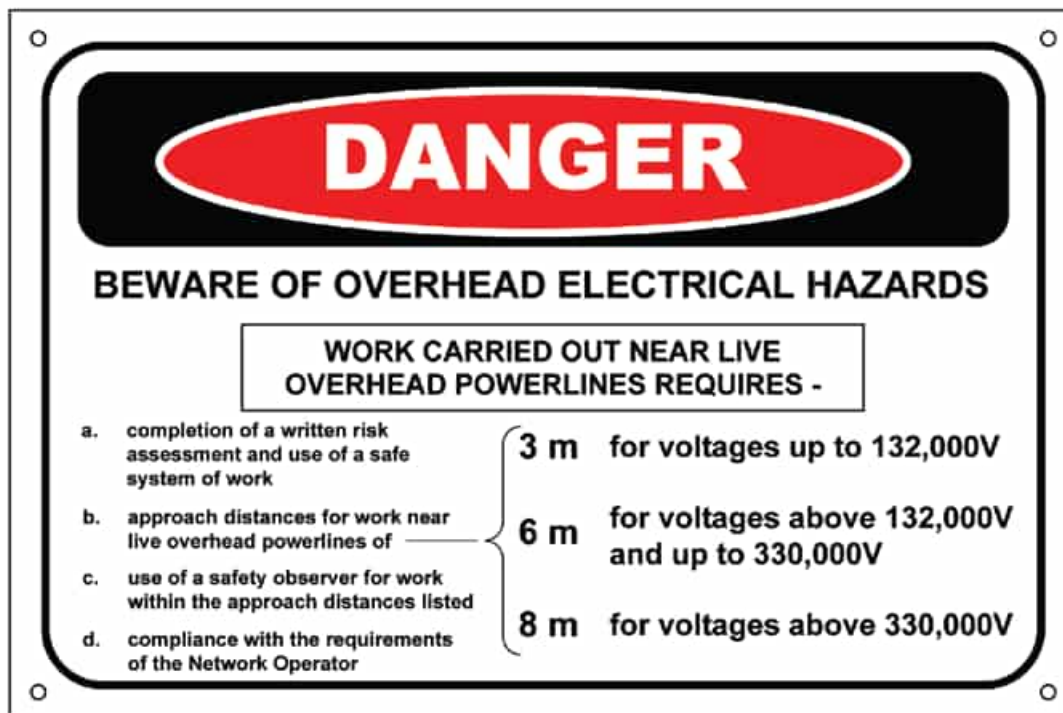 DANGER
BEWARE OF OVERHEAD ELECTRICAL HAZARDS
WORK CARRIED OUT NEAR LIVE
OVERHEAD POWERLINES REQUIRES -
a. completion of a written risk
assessment and use of a safe
system of work
b. approach distances for work near
live overhead powerlines of
3 m for voltages up to 132,000V
6 m for voltages above 132,000V
and up to 330,000V
8 m for voltages above 330,000V
c. use of a safety observer for work
within the approach distances listed
d. compliance with the requirements
of the Network Operator